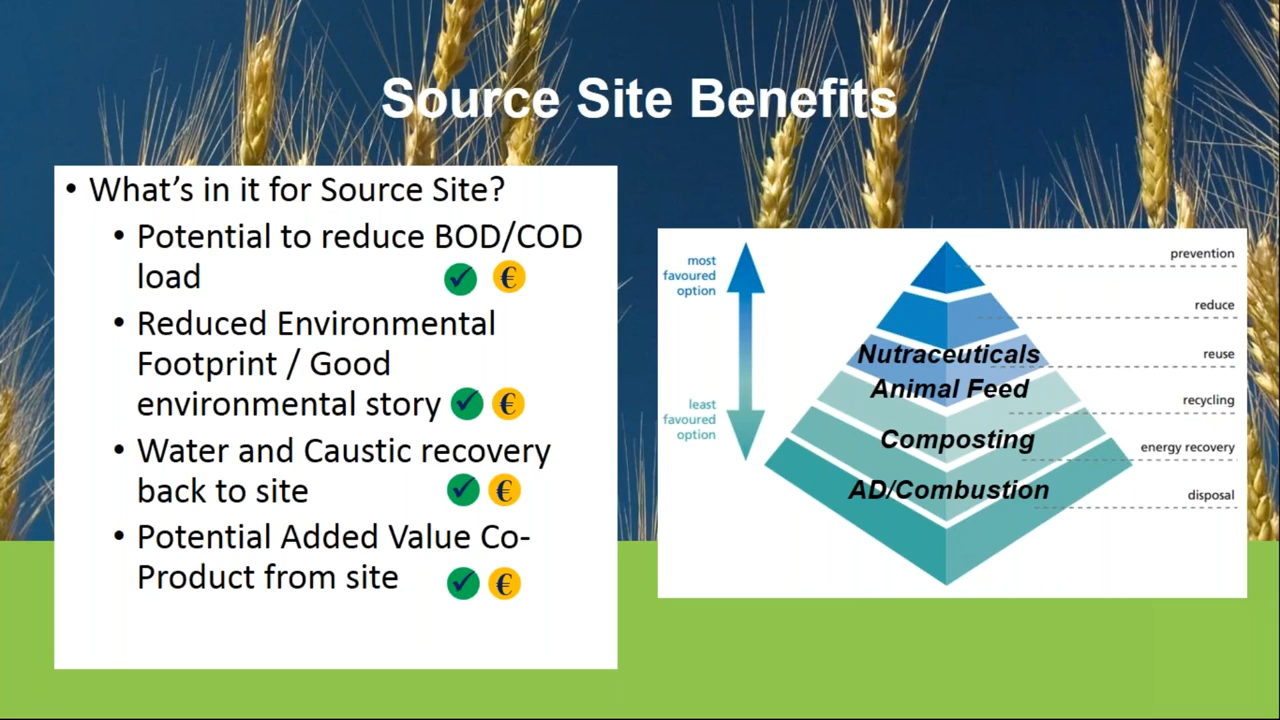 Source Site Benefits
• What’s in it for Source Site?
• Potential to reduce BOD/COD
load
€
• Reduced Environmental
Footprint / Good
environmental story
€
• Water and Caustic recovery
back to site
€
• Potential Added Value Co-
Product from site
€
most
favoured
option
least
favoured
option
prevention
reduce
reuse
recycling
energy recovery
disposal
Nutraceuticals
Animal Feed
Composting
AD/Combustion